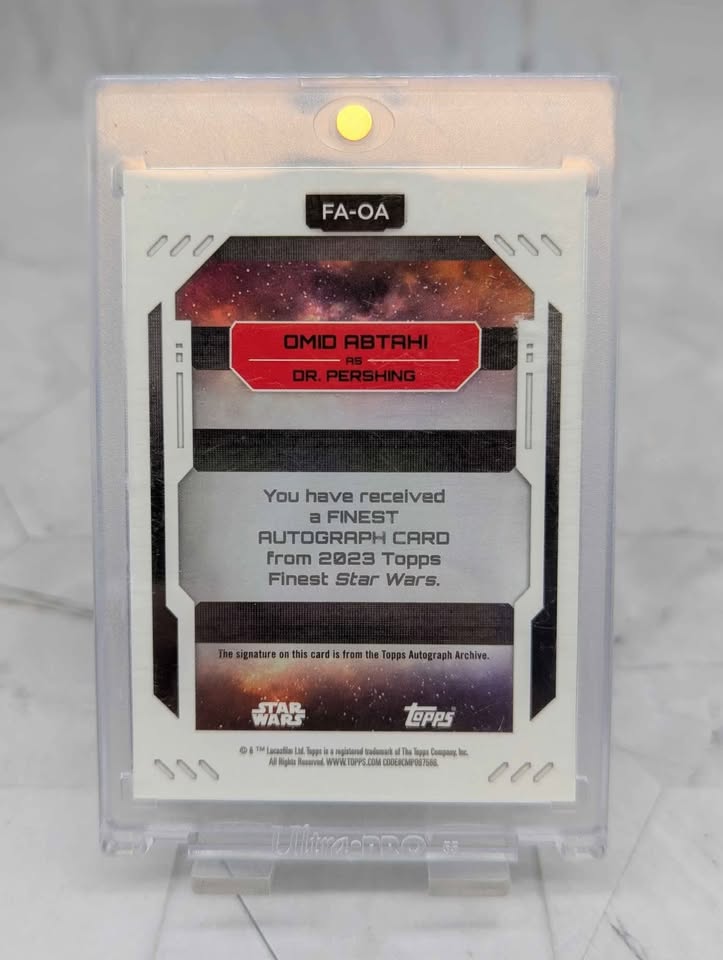 FA-OA
OMID ABTAHI
AS
DR. PERSHING
You have received
a FINEST
AUTOGRAPH CARD
from 2023 Topps
Finest Star Wars.
The signature on this card is from the Topps Autograph Archive.
STAR
WARS
topps
© & ™ Lucasfilm Ltd. Topps is a registered trademark of The Topps Company, Inc.
All Rights Reserved. WWW.TOPPS.COM CODE#CMP087566.
Ultra·PRO